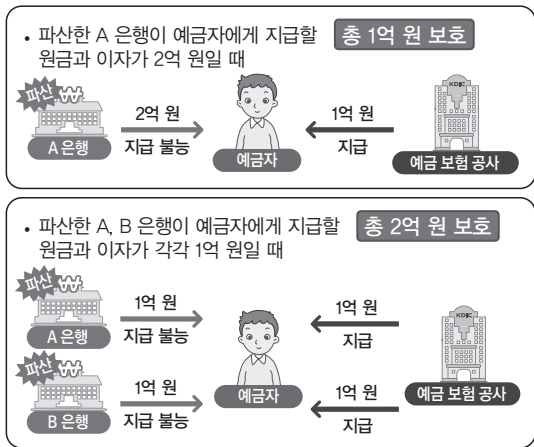 • 파산한 A 은행이 예금자에게 지급할 총 1억 원 보호
원금과 이자가 2억 원일 때
파산 ₩
KDIC
2억 원 1억 원
지급 불능 지급
A 은행 예금자 예금 보험 공사
• 파산한 A, B 은행이 예금자에게 지급할 총 2억 원 보호
원금과 이자가 각각 1억 원일 때
파산 ₩
1억 원 1억 원
KDIC
지급 불능 지급
A 은행
파산 ₩
1억 원 예금자 1억 원 예금 보험 공사
지급 불능 지급
B 은행